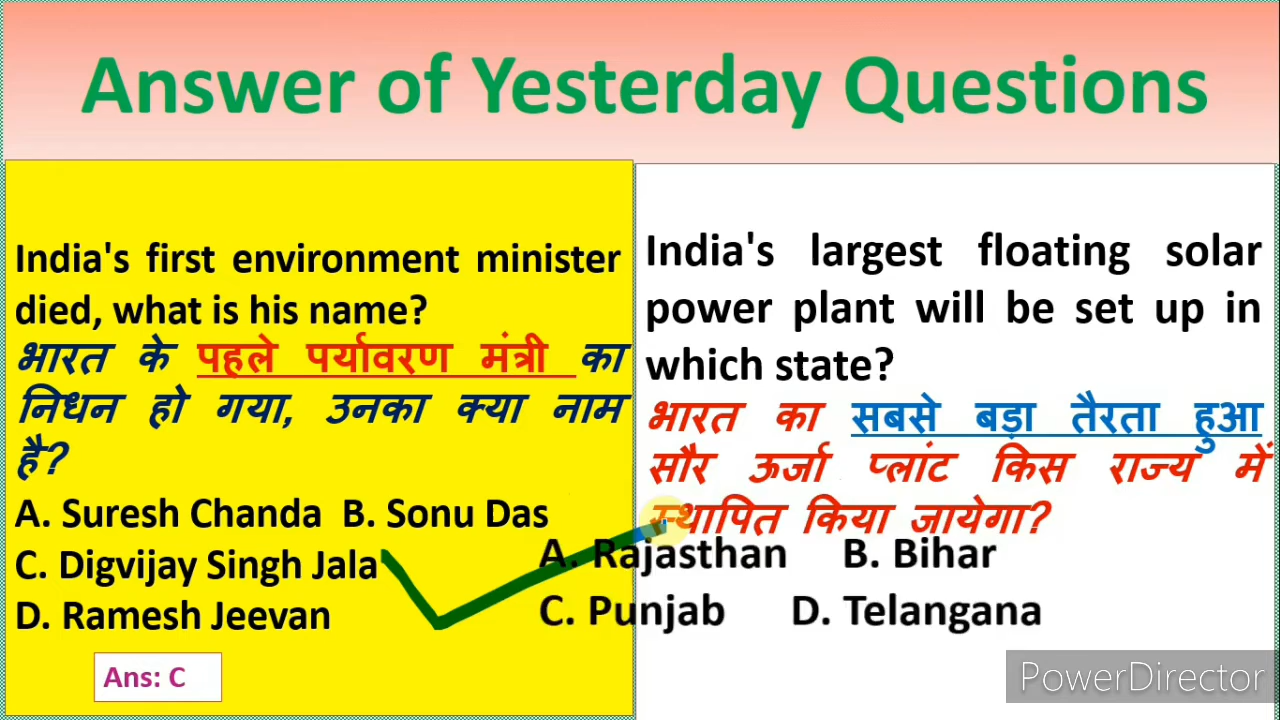 Answer of Yesterday Questions
India's first environment minister
died, what is his name?
भारत के पहले पर्यावरण मंत्री का
निधन हो गया, उनका क्या नाम
है?
A. Suresh Chanda B. Sonu Das
C. Digvijay Singh Jala
D. Ramesh Jeevan
Ans: C
India's largest floating solar
power plant will be set up in
which state?
भारत का सबसे बड़ा तैरता हुआ
सौर ऊर्जा प्लांट किस राज्य में
स्थापित किया जायेगा?
A. Rajasthan B. Bihar
C. Punjab D. Telangana
PowerDirector